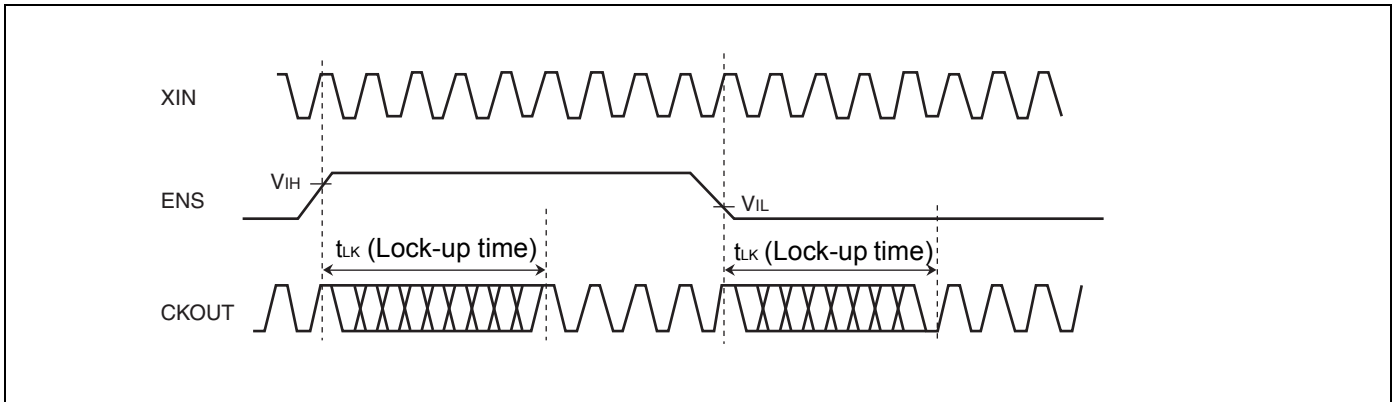 XIN
VIH
ENS
VIL
tLK (Lock-up time)
tLK (Lock-up time)
CKOUT